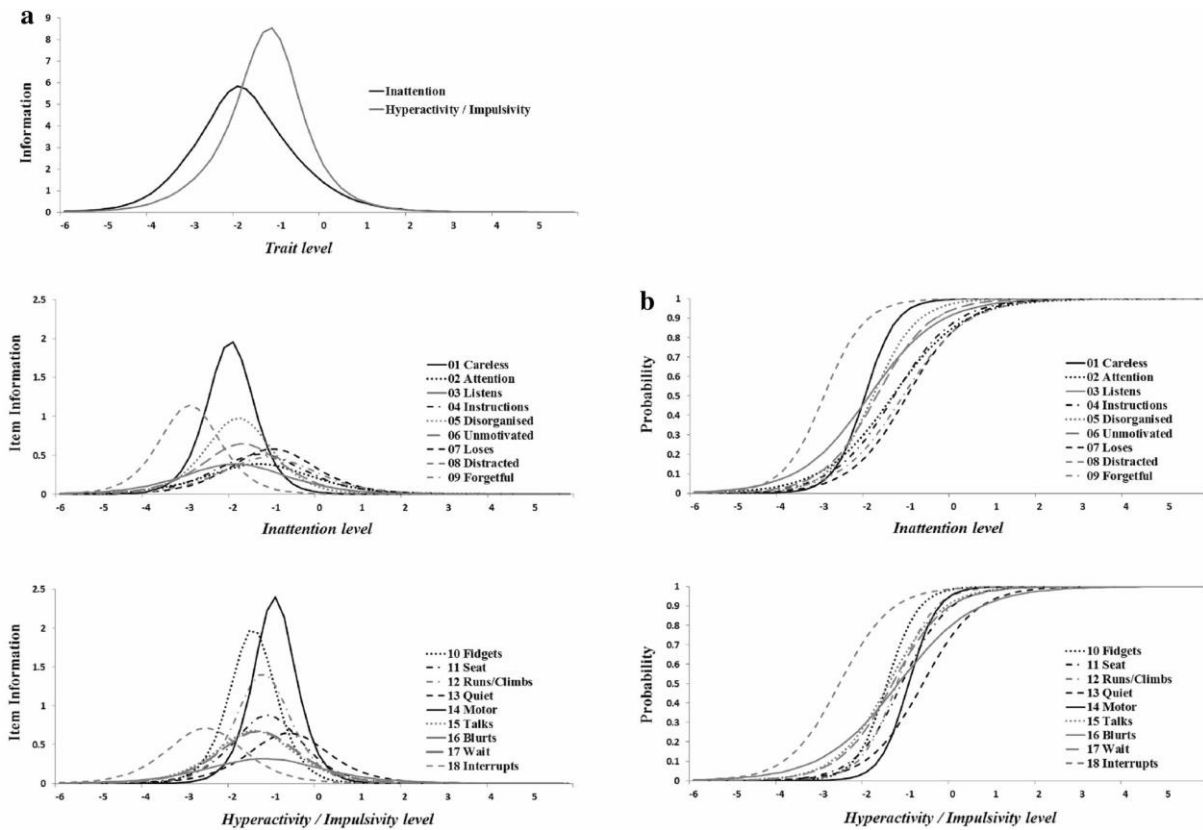 a
9
8
7
6
5
4
3
2
1
0
Information
Inattention
Hyperactivity / Impulsivity
-6 -5 -4 -3 -2 -1 0 1 2 3 4 5
Trait level
2.5
2
1.5
1
0.5
0
Item Information
01 Careless
02 Attention
03 Listens
04 Instructions
05 Disorganised
06 Unmotivated
07 Loses
08 Distracted
09 Forgetful
-6 -5 -4 -3 -2 -1 0 1 2 3 4 5
Inattention level
b
1
0.9
0.8
0.7
0.6
0.5
0.4
0.3
0.2
0.1
0
Probability
01 Careless
02 Attention
03 Listens
04 Instructions
05 Disorganised
06 Unmotivated
07 Loses
08 Distracted
09 Forgetful
-6 -5 -4 -3 -2 -1 0 1 2 3 4 5
Inattention level
2.5
2
1.5
1
0.5
0
Item Information
10 Fidgets
11 Seat
12 Runs/Climbs
13 Quiet
14 Motor
15 Talks
16 Blurts
17 Wait
18 Interrupts
-6 -5 -4 -3 -2 -1 0 1 2 3 4 5
Hyperactivity / Impulsivity level
1
0.9
0.8
0.7
0.6
0.5
0.4
0.3
0.2
0.1
0
Probability
10 Fidgets
11 Seat
12 Runs/Climbs
13 Quiet
14 Motor
15 Talks
16 Blurts
17 Wait
18 Interrupts
-6 -5 -4 -3 -2 -1 0 1 2 3 4 5
Hyperactivity / Impulsivity level